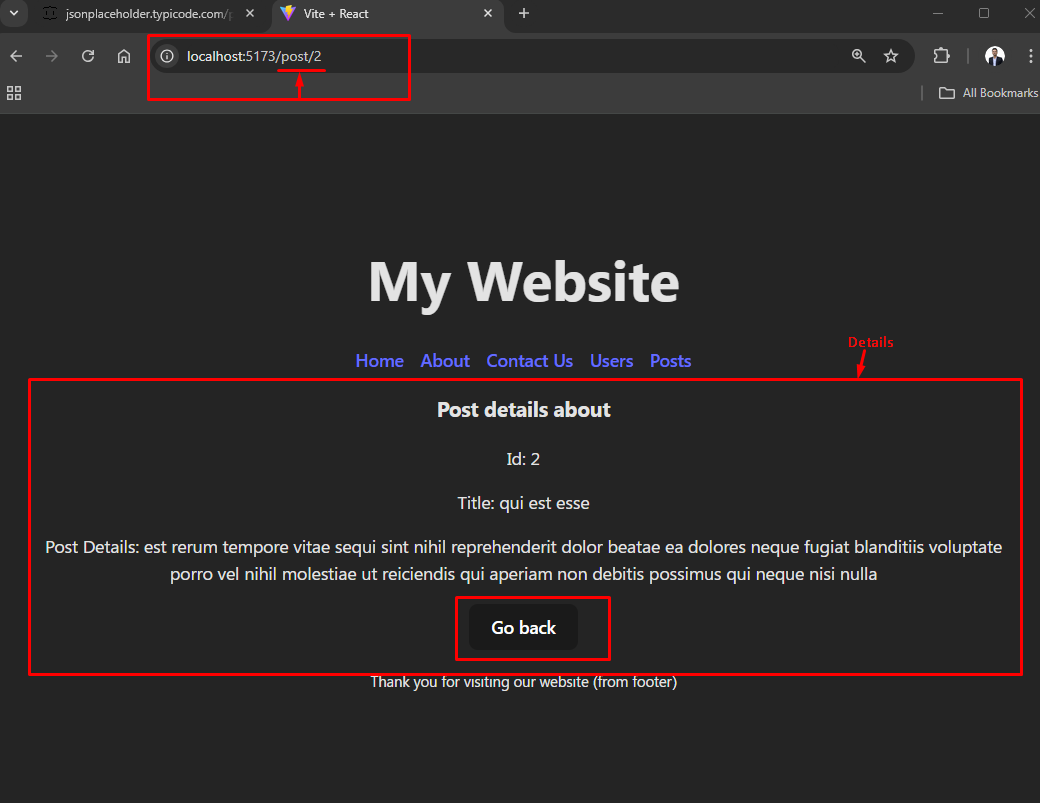 jsonplaceholder.typicode.com/p
Vite + React
localhost:5173/post/2
All Bookmarks
My Website
Details
Home About Contact Us Users Posts
Post details about
Id: 2
Title: qui est esse
Post Details: est rerum tempore vitae sequi sint nihil reprehenderit dolor beatae ea dolores neque fugiat blanditiis voluptate
porro vel nihil molestiae ut reiciendis qui aperiam non debitis possimus qui neque nisi nulla
Go back
Thank you for visiting our website (from footer)